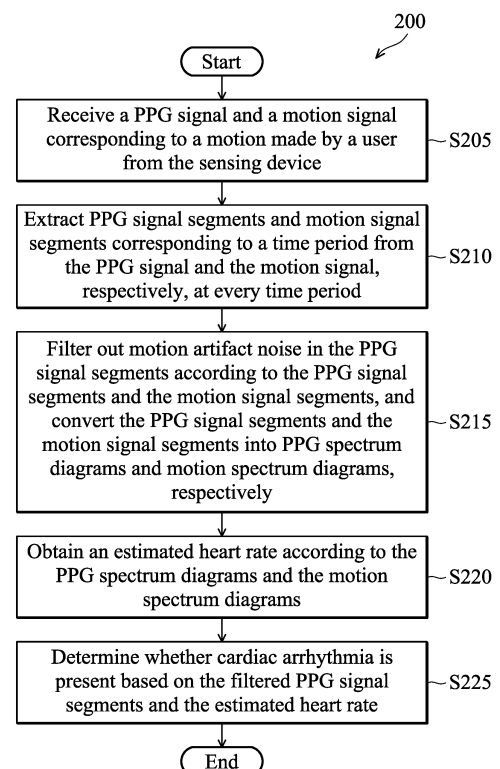 200
Start
Receive a PPG signal and a motion signal
corresponding to a motion made by a user
from the sensing device
S205
Extract PPG signal segments and motion signal
segments corresponding to a time period from
the PPG signal and the motion signal,
respectively, at every time period
S210
Filter out motion artifact noise in the PPG
signal segments according to the PPG signal
segments and the motion signal segments, and
convert the PPG signal segments and the
motion signal segments into PPG spectrum
diagrams and motion spectrum diagrams,
respectively
S215
Obtain an estimated heart rate according to the
PPG spectrum diagrams and the motion
spectrum diagrams
S220
Determine whether cardiac arrhythmia is
present based on the filtered PPG signal
segments and the estimated heart rate
S225
End